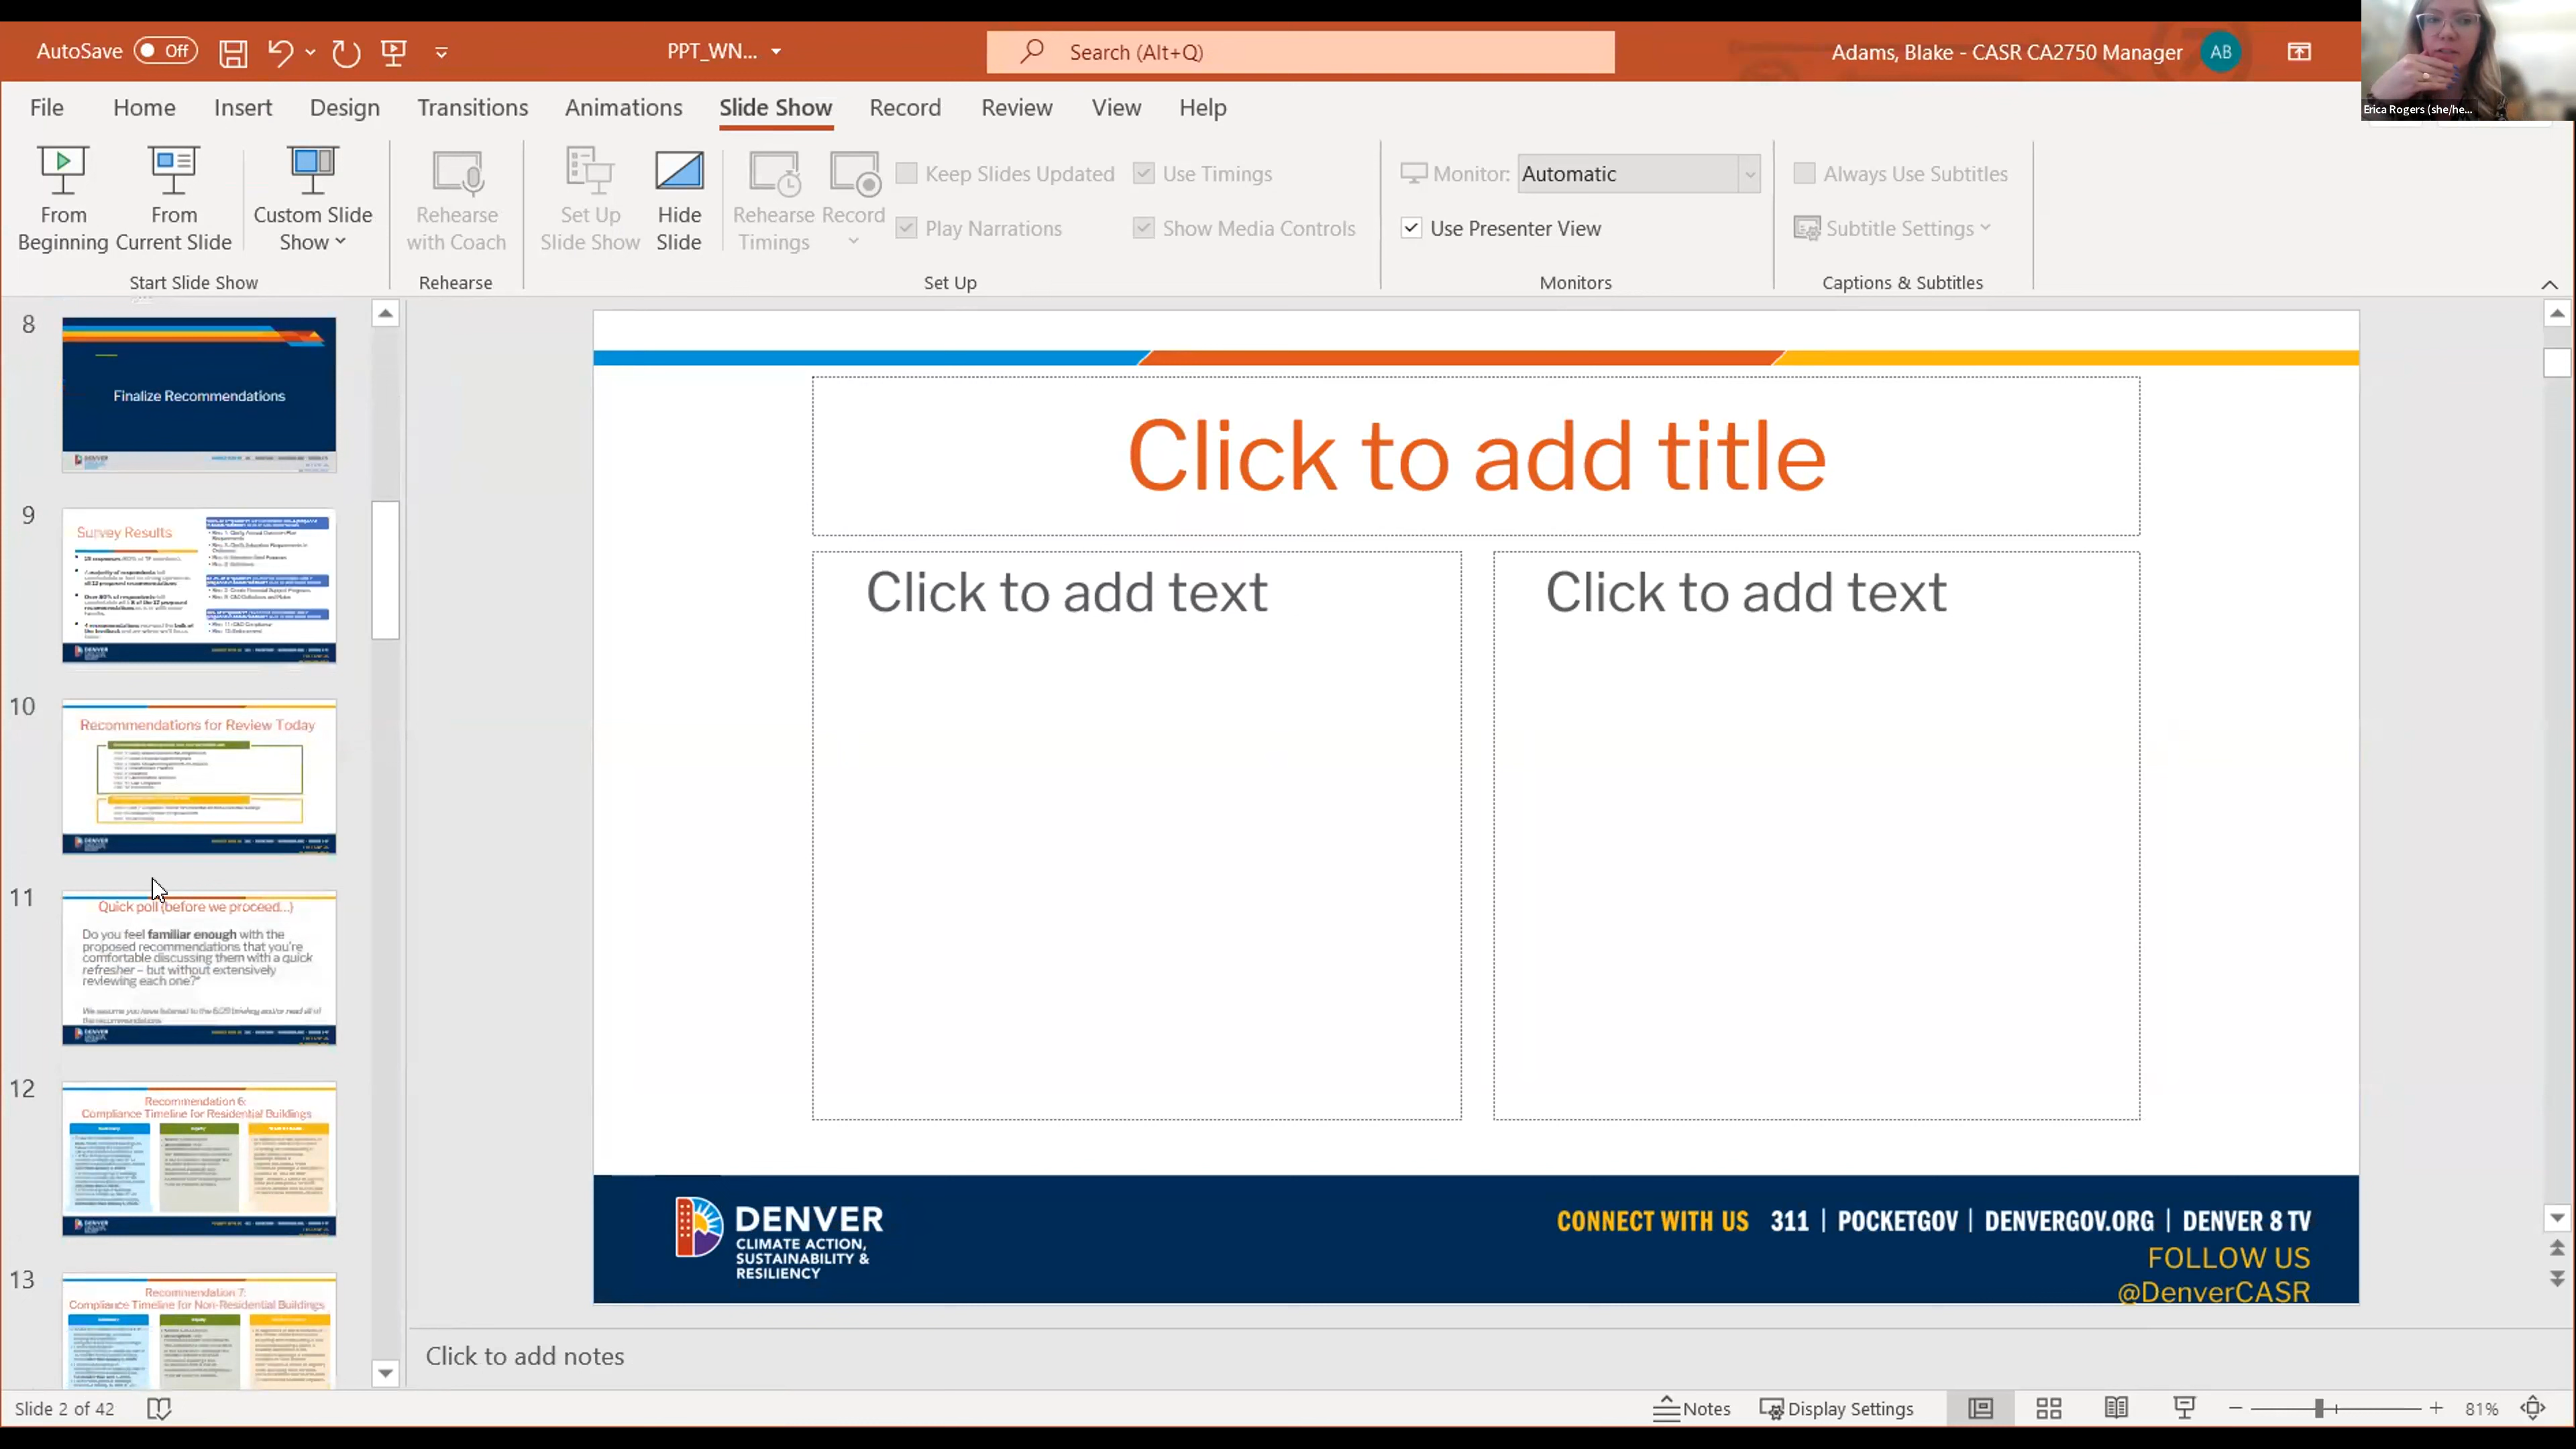 AutoSave Off
PPT_WN...
Search (Alt+Q)
Adams, Blake - CASR CA2750 Manager AB
Erica Rogers (she/he...
File Home Insert Design Transitions Animations Slide Show Record Review View Help
From Beginning
From Current Slide
Custom Slide Show
Rehearse with Coach
Set Up Slide Show
Hide Slide
Rehearse Timings
Record
Keep Slides Updated
Play Narrations
Use Timings
Show Media Controls
Monitor: Automatic
Use Presenter View
Always Use Subtitles
Subtitle Settings
Start Slide Show
Rehearse
Set Up
Monitors
Captions & Subtitles
8
Finalize Recommendations
9
Survey Results
10
Recommendations for Review Today
11
Quick poll (before we proceed...)
Do you feel familiar enough with the
proposed recommendations that you're
comfortable discussing them with a quick
refresher – but without extensively
reviewing each one?"
12
Recommendation 6:
Compliance Timeline for Residential Buildings
13
Recommendation 7:
Compliance Timeline for Non-Residential Buildings
Click to add title
Click to add text
Click to add text
DENVER
CLIMATE ACTION,
SUSTAINABILITY &
RESILIENCY
CONNECT WITH US 311 | POCKETGOV | DENVERGOV.ORG | DENVER 8 TV
FOLLOW US
@DenverCASR
Click to add notes
Slide 2 of 42
Notes
Display Settings
81%